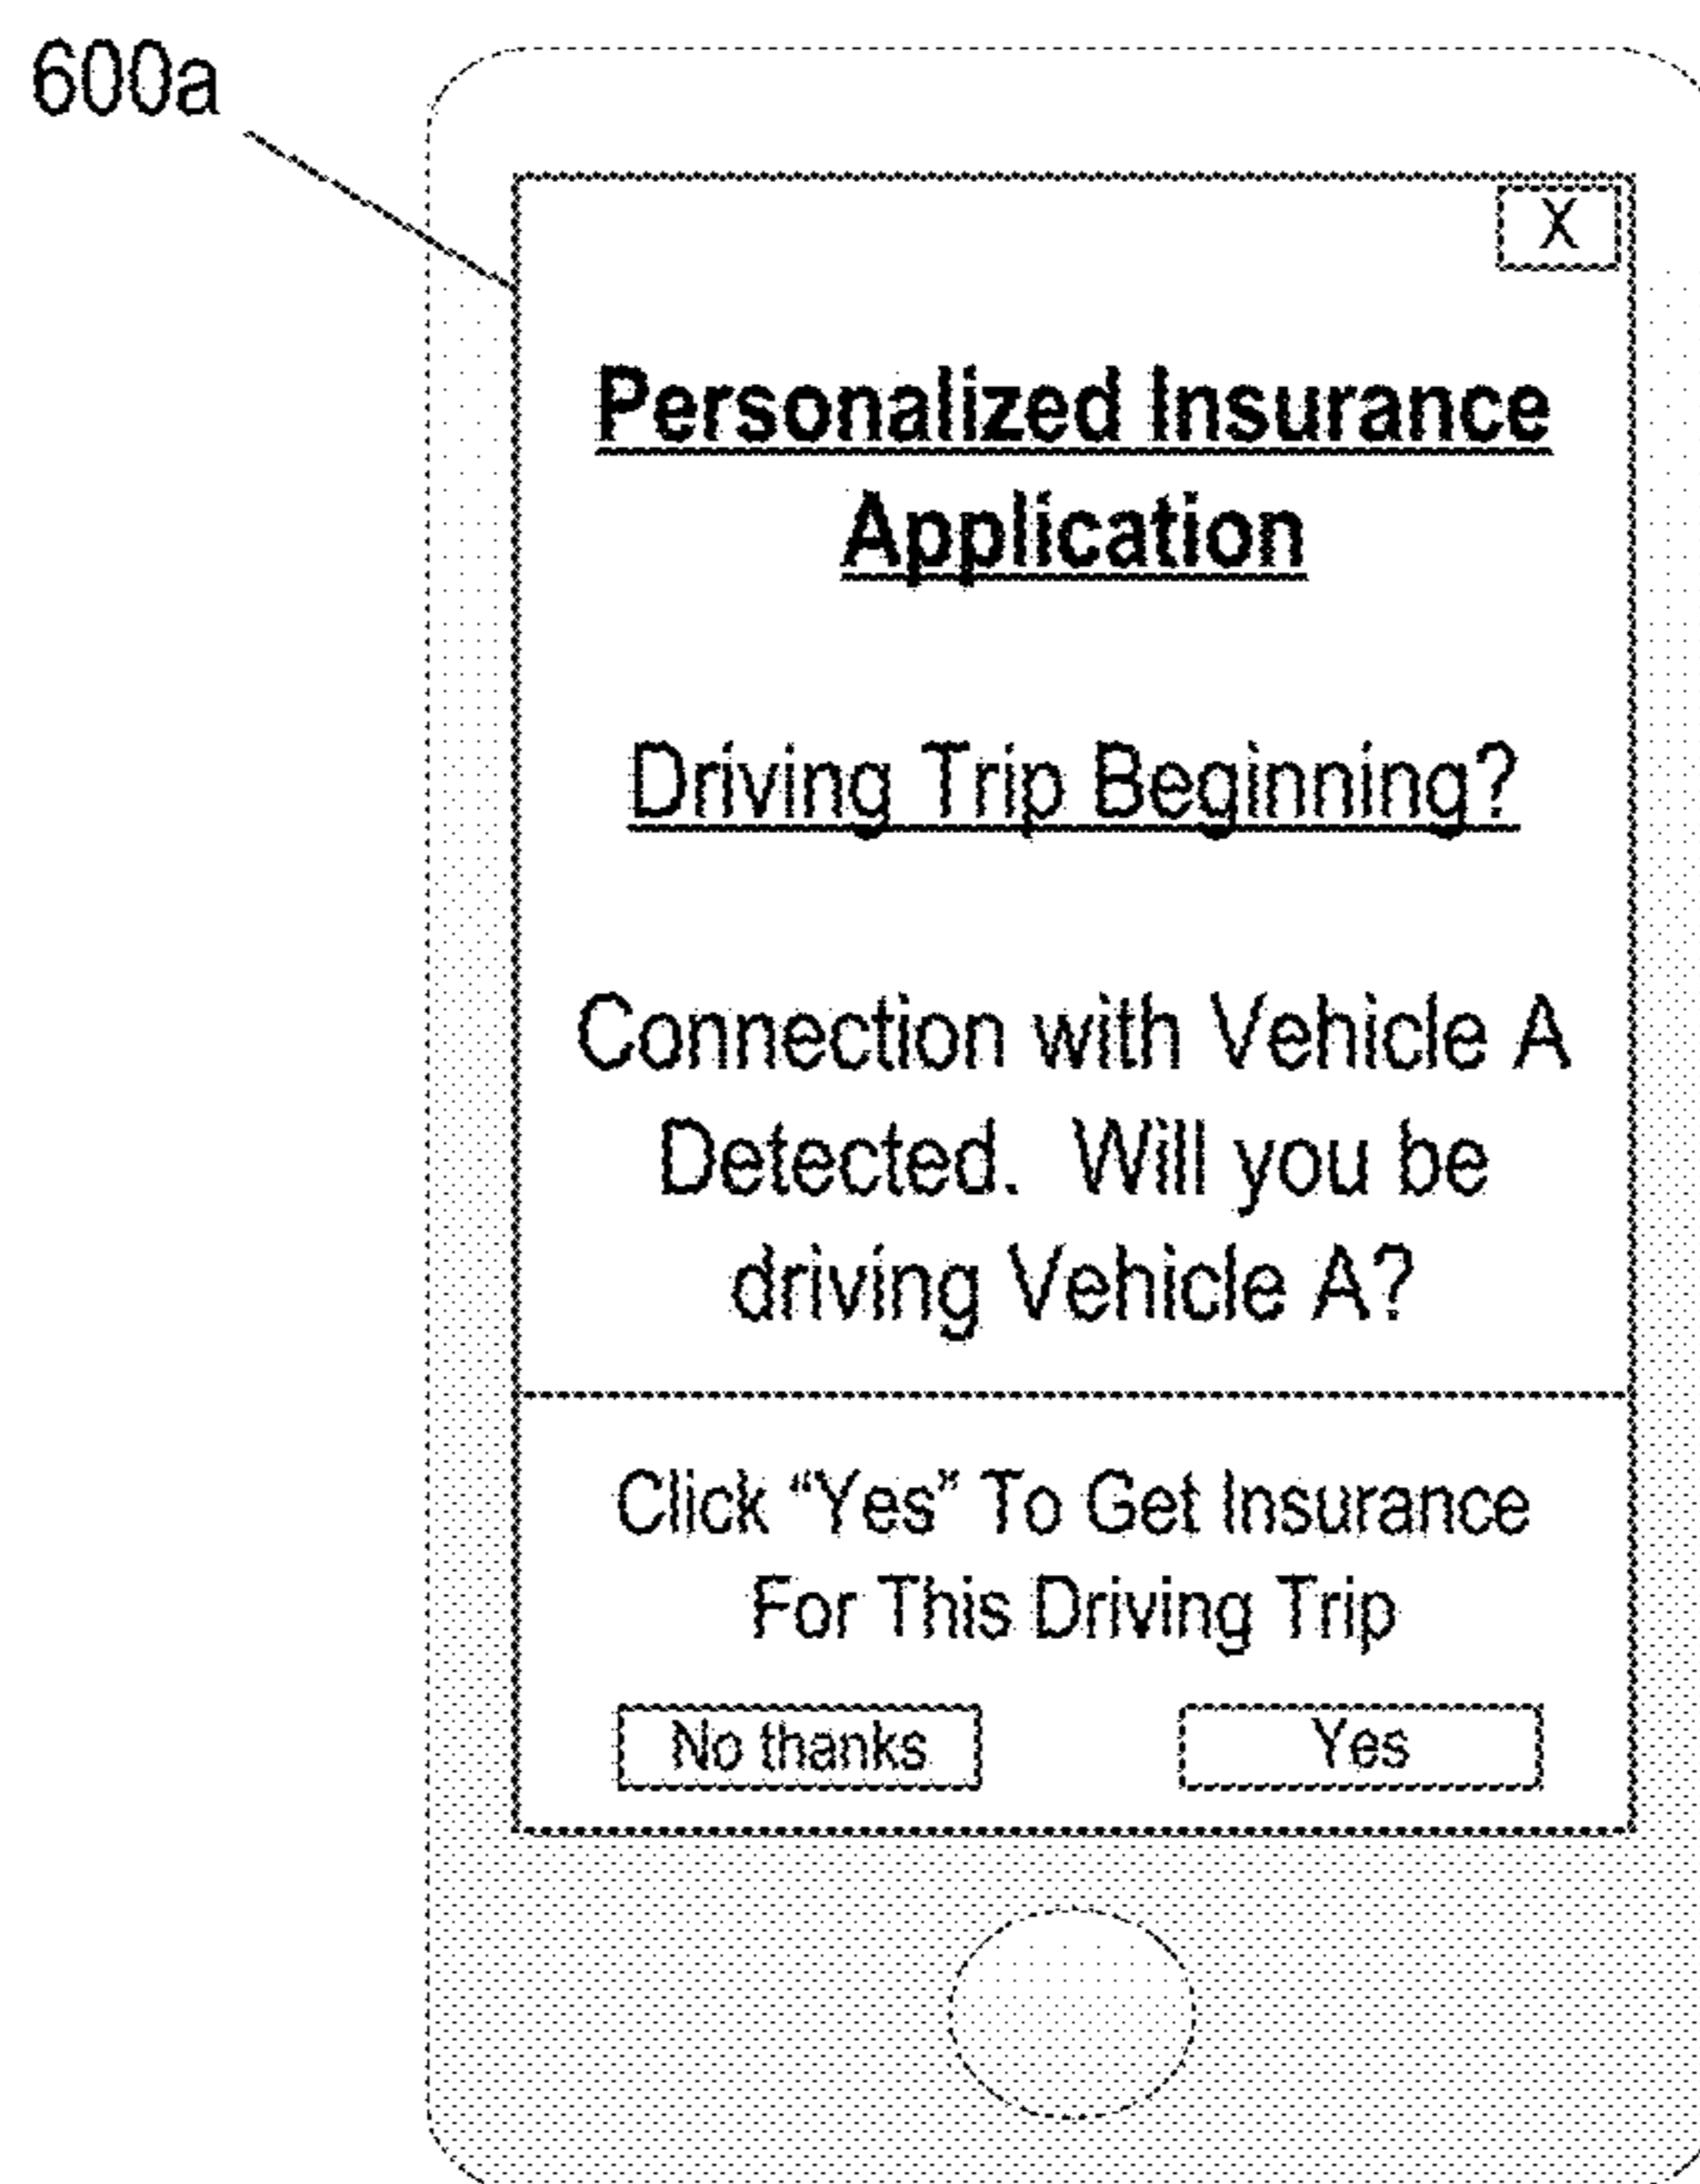 600a
X
Personalized Insurance
Application
Driving Trip Beginning?
Connection with Vehicle A
Detected.  Will you be
driving Vehicle A?
Click “Yes” To Get Insurance
For This Driving Trip
No thanks
Yes